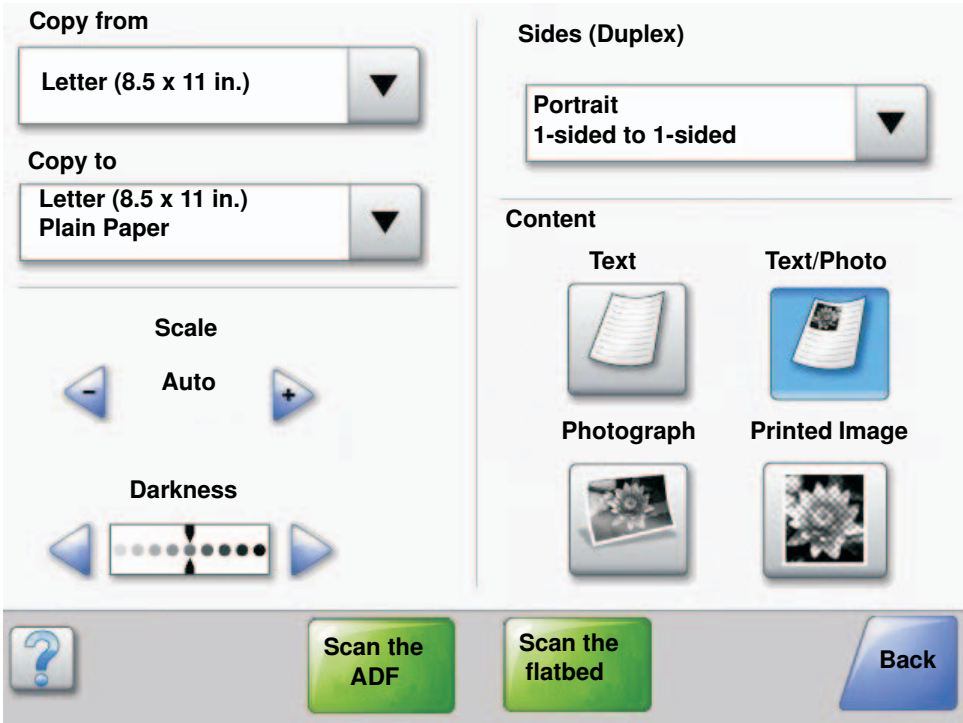 Copy from
Letter (8.5 x 11 in.)
Copy to
Letter (8.5 x 11 in.)
Plain Paper
Scale
-
Auto
+
Darkness
Sides (Duplex)
Portrait
1-sided to 1-sided
Content
Text
Text/Photo
Photograph
Printed Image
?
Scan the
ADF
Scan the
flatbed
Back